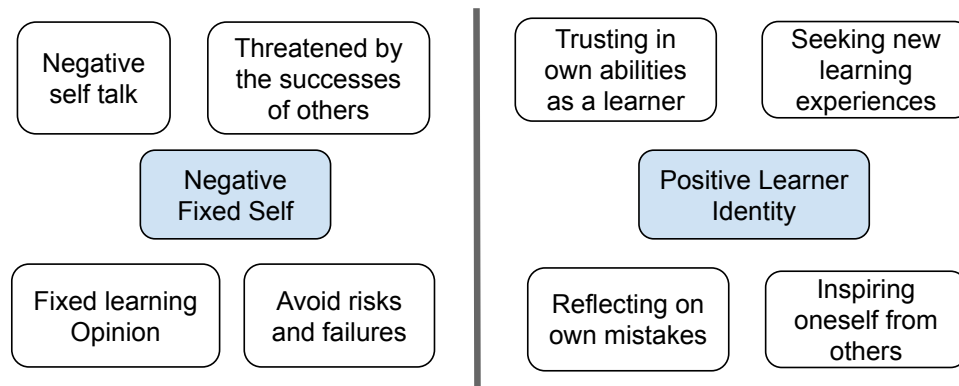 Negative
self talk
Threatened by
the successes
of others
Negative
Fixed Self
Fixed learning
Opinion
Avoid risks
and failures
Trusting in
own abilities
as a learner
Seeking new
learning
experiences
Positive Learner
Identity
Reflecting on
own mistakes
Inspiring
oneself from
others